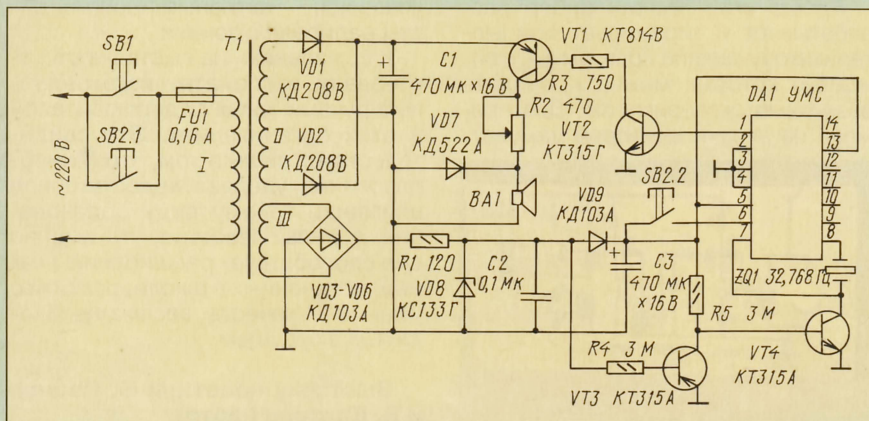 SB1
T1
VT1 КТ814В
VD1
КД208В
C1
470 мк × 16 В
R3 750
R2
470
VT2
КТ315Г
DA1 УМС
FU1
0,16 А
I
SB2.1
~220 В
II
VD2
КД208В
VD7
КД522А
BA1
1
2
3
4
5
6
7
14
13
12
11
10
9
8
SB2.2
VD9
КД103А
III
R1 120
VD8
КС133Г
C2
0,1 мк
C3
470 мк
×16 В
ZQ1 32,768 Гц
R5
3 М
VD3-VD6
КД103А
R4 3 М
VT3 КТ315А
VT4
КТ315А